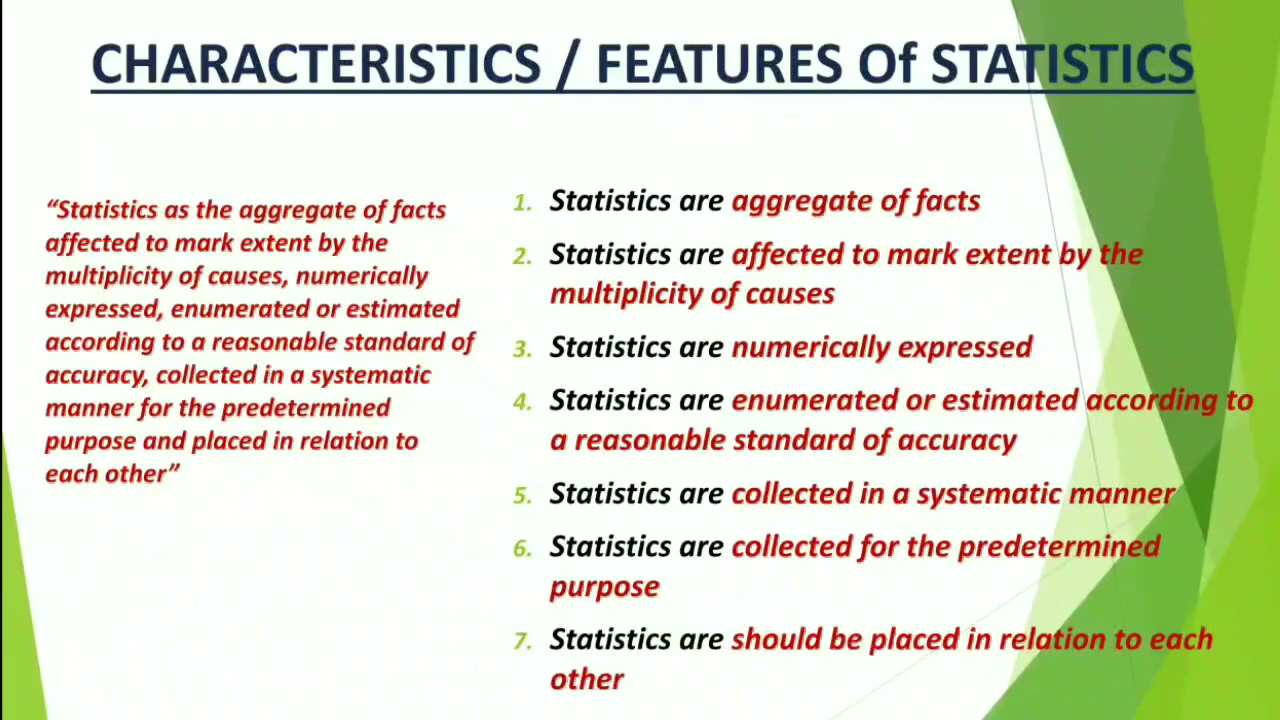 CHARACTERISTICS / FEATURES Of STATISTICS
“Statistics as the aggregate of facts
affected to mark extent by the
multiplicity of causes, numerically
expressed, enumerated or estimated
according to a reasonable standard of
accuracy, collected in a systematic
manner for the predetermined
purpose and placed in relation to
each other”
1. Statistics are aggregate of facts
2. Statistics are affected to mark extent by the
multiplicity of causes
3. Statistics are numerically expressed
4. Statistics are enumerated or estimated according to
a reasonable standard of accuracy
5. Statistics are collected in a systematic manner
6. Statistics are collected for the predetermined
purpose
7. Statistics are should be placed in relation to each
other